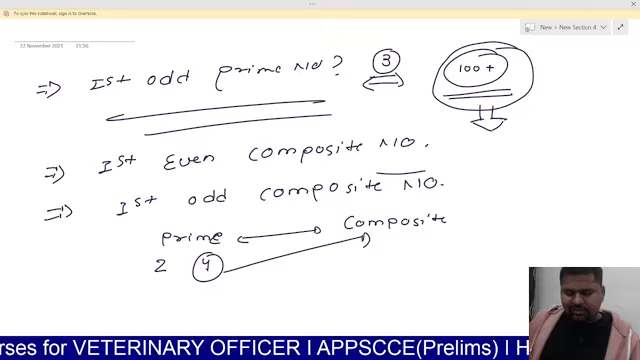 To sync this notebook, sign in to OneNote.
New » New Section 4
22 November 2021 11:56
⇒ Ist odd prime NO? 3 100+
⇒ Ist Even composite NO.
⇒ Ist odd composite NO.
prime composite
2 4
rses for VETERINARY OFFICER I APPSCCE(Prelims) I H